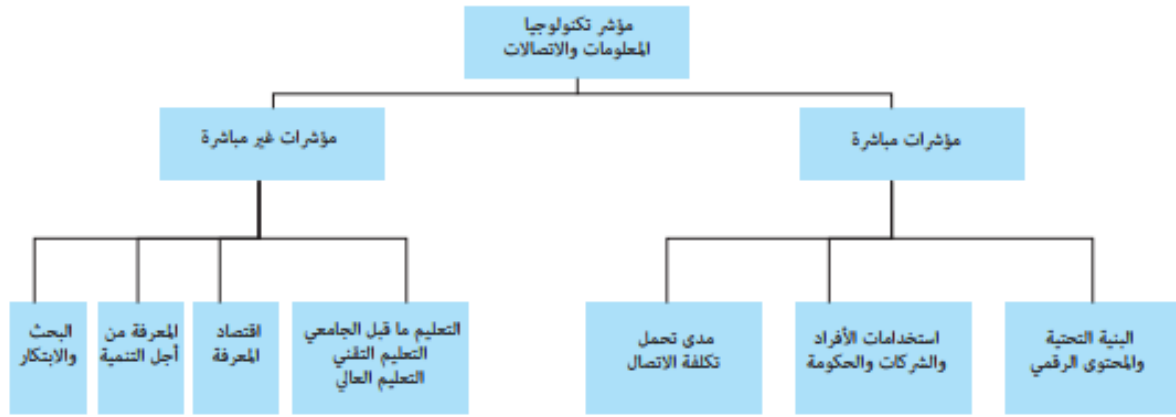 مؤشر تكنولوجيا
المعلومات والاتصالات
مؤشرات مباشرة
مؤشرات غير مباشرة
البنية التحتية
والمحتوى الرقمي
استخدامات الأفراد
والشركات والحكومة
مدى تحمل
تكلفة الاتصال
التعليم ما قبل الجامعي
التعليم التقني
التعليم العالي
اقتصاد
المعرفة
المعرفة من
أجل التنمية
البحث
والابتكار